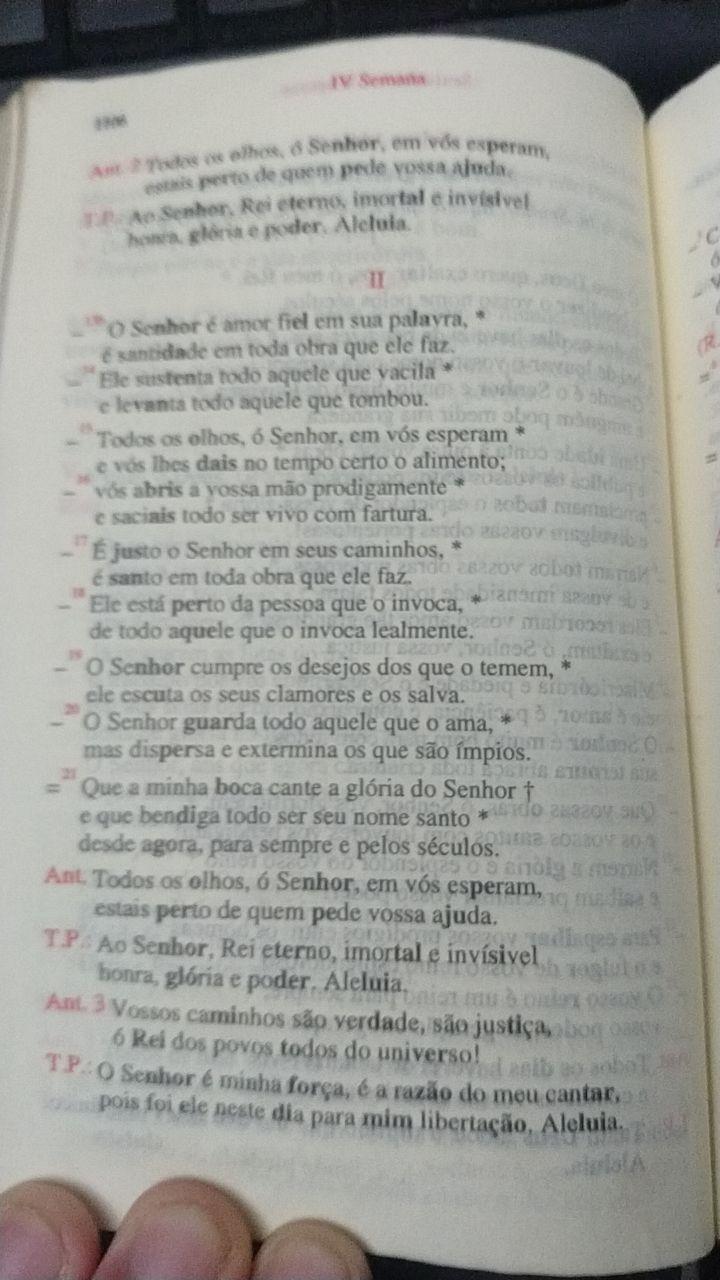 IV Semana
Ant. 2 Todos os olhos, ó Senhor, em vós esperam,
estais perto de quem pede vossa ajuda.
T.P.: Ao Senhor, Rei eterno, imortal e invísivel
honra, glória e poder. Aleluia.
II
– O Senhor é amor fiel em sua palavra, *
é santidade em toda obra que ele faz.
– 14 Ele sustenta todo aquele que vacila *
e levanta todo aquele que tombou.
– 15 Todos os olhos, ó Senhor, em vós esperam *
e vós lhes dais no tempo certo o alimento;
– 16 vós abris a vossa mão prodigamente *
e saciais todo ser vivo com fartura.
– 17 É justo o Senhor em seus caminhos, *
é santo em toda obra que ele faz.
– 18 Ele está perto da pessoa que o invoca, *
de todo aquele que o invoca lealmente.
– 19 O Senhor cumpre os desejos dos que o temem, *
ele escuta os seus clamores e os salva.
– 20 O Senhor guarda todo aquele que o ama, *
mas dispersa e extermina os que são ímpios.
= 21 Que a minha boca cante a glória do Senhor †
e que bendiga todo ser seu nome santo *
desde agora, para sempre e pelos séculos.
Ant. Todos os olhos, ó Senhor, em vós esperam,
estais perto de quem pede vossa ajuda.
T.P.: Ao Senhor, Rei eterno, imortal e invísivel
honra, glória e poder. Aleluia.
Ant. 3 Vossos caminhos são verdade, são justiça,
ó Rei dos povos todos do universo!
T.P.: O Senhor é minha força, é a razão do meu cantar,
pois foi ele neste dia para mim libertação. Aleluia.